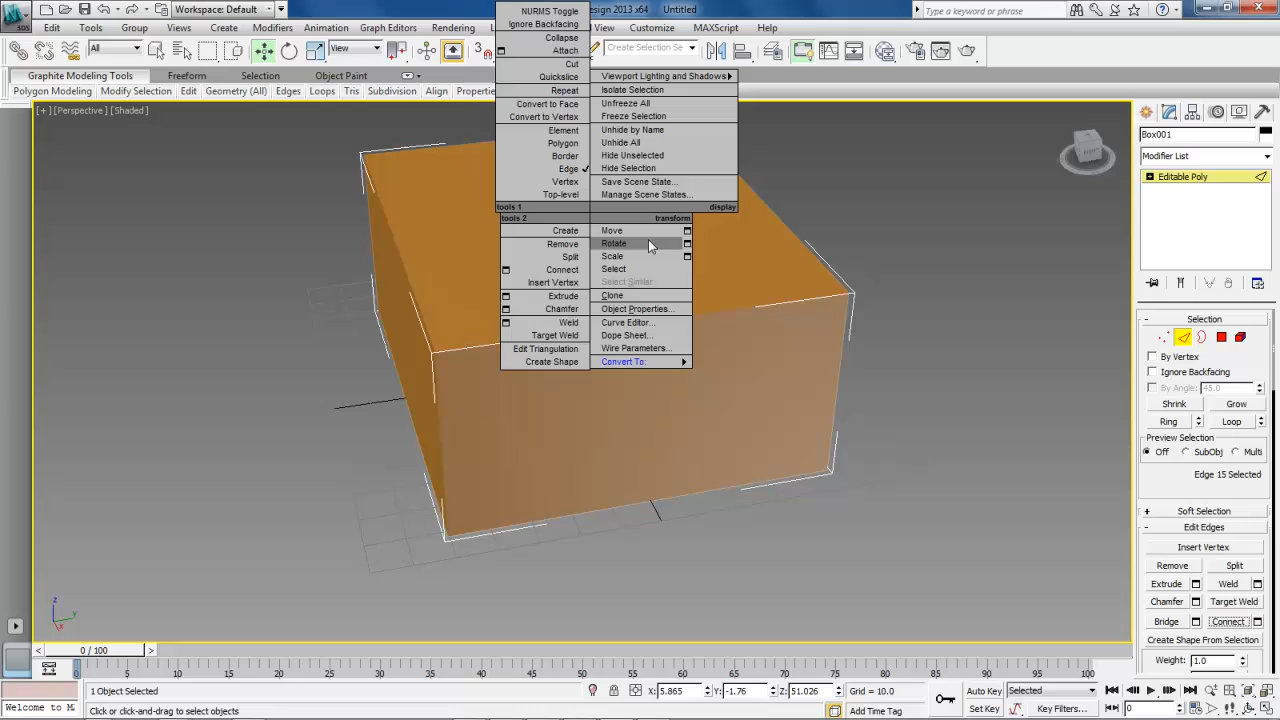 Workspace: Default
esign 2013 x64 Untitled
Type a keyword or phrase
Edit Tools Group Views Create Modifiers Animation Rendering View Customize MAXScript Help
All
View
3
Create Selection Se
Graphite Modeling Tools Freeform Selection Object Paint
Polygon Modeling Modify Selection Edit Geometry (All) Edges Loops Tris Subdivision Align Properties
[+] [Perspective] [Shaded]
NURMS Toggle
Ignore Backfacing
Collapse
Attach
Cut
Quickslice
Repeat
Convert to Face
Convert to Vertex
Element
Polygon
Border
Edge
Vertex
Top-level
tools 1
Viewport Lighting and Shadows
Isolate Selection
Unfreeze All
Freeze Selection
Unhide by Name
Unhide All
Hide Unselected
Hide Selection
Save Scene State...
Manage Scene States...
display
tools 2
Create
Remove
Split
Connect
Insert Vertex
Extrude
Chamfer
Weld
Target Weld
Edit Triangulation
Create Shape
transform
Move
Rotate
Scale
Select
Select Similar
Clone
Object Properties...
Curve Editor...
Dope Sheet...
Wire Parameters...
Convert To:
z
y
x
Box001
Modifier List
Editable Poly
Selection
By Vertex
Ignore Backfacing
By Angle: 45.0
Shrink Grow
Ring Loop
Preview Selection
Off SubObj Multi
Edge 15 Selected
Soft Selection
Edit Edges
Insert Vertex
Remove Split
Extrude Weld
Chamfer Target Weld
Bridge Connect
Create Shape From Selection
Weight: 1.0
0 / 100
0 5 10 15 20 25 30 35 40 45 50 55 60 65 70 75 80 85 90 95 100
1 Object Selected X: 5.865 Y: -1.76 Z: 51.026 Grid = 10.0 Auto Key Selected
Welcome to M Click or click-and-drag to select objects Add Time Tag Set Key Key Filters... 0